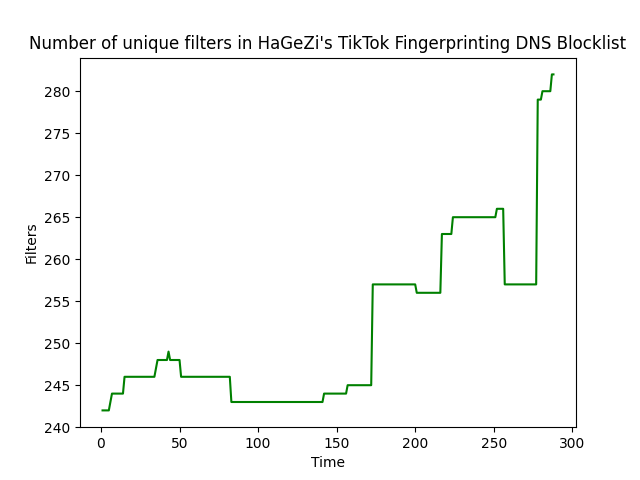 Number of unique filters in HaGeZi's TikTok Fingerprinting DNS Blocklist
280
275
270
265
260
255
250
245
240
Filters
0 50 100 150 200 250 300
Time